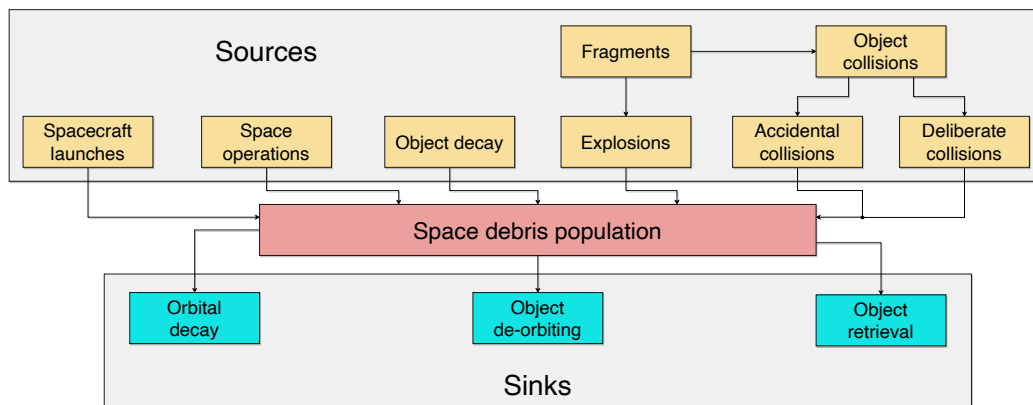 Sources
Fragments
Object
collisions
Spacecraft
launches
Space
operations
Object decay
Explosions
Accidental
collisions
Deliberate
collisions
Space debris population
Orbital
decay
Object
de-orbiting
Object
retrieval
Sinks